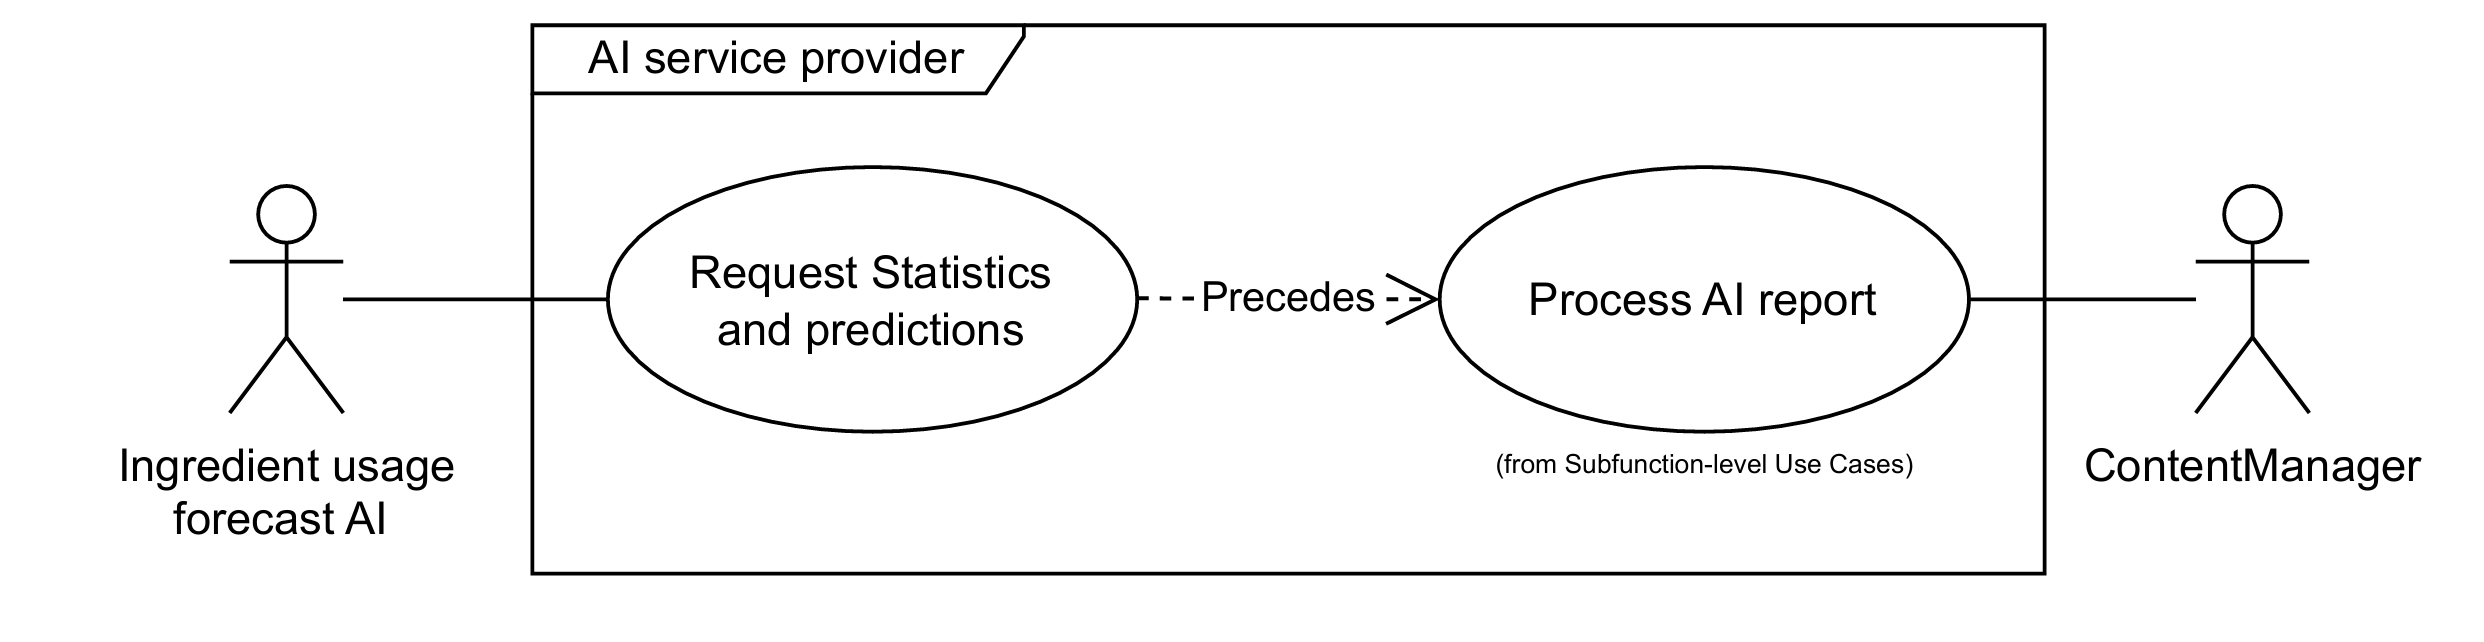 AI service provider
Request Statistics
and predictions
Precedes
Process AI report
(from Subfunction-level Use Cases)
Ingredient usage
forecast AI
ContentManager